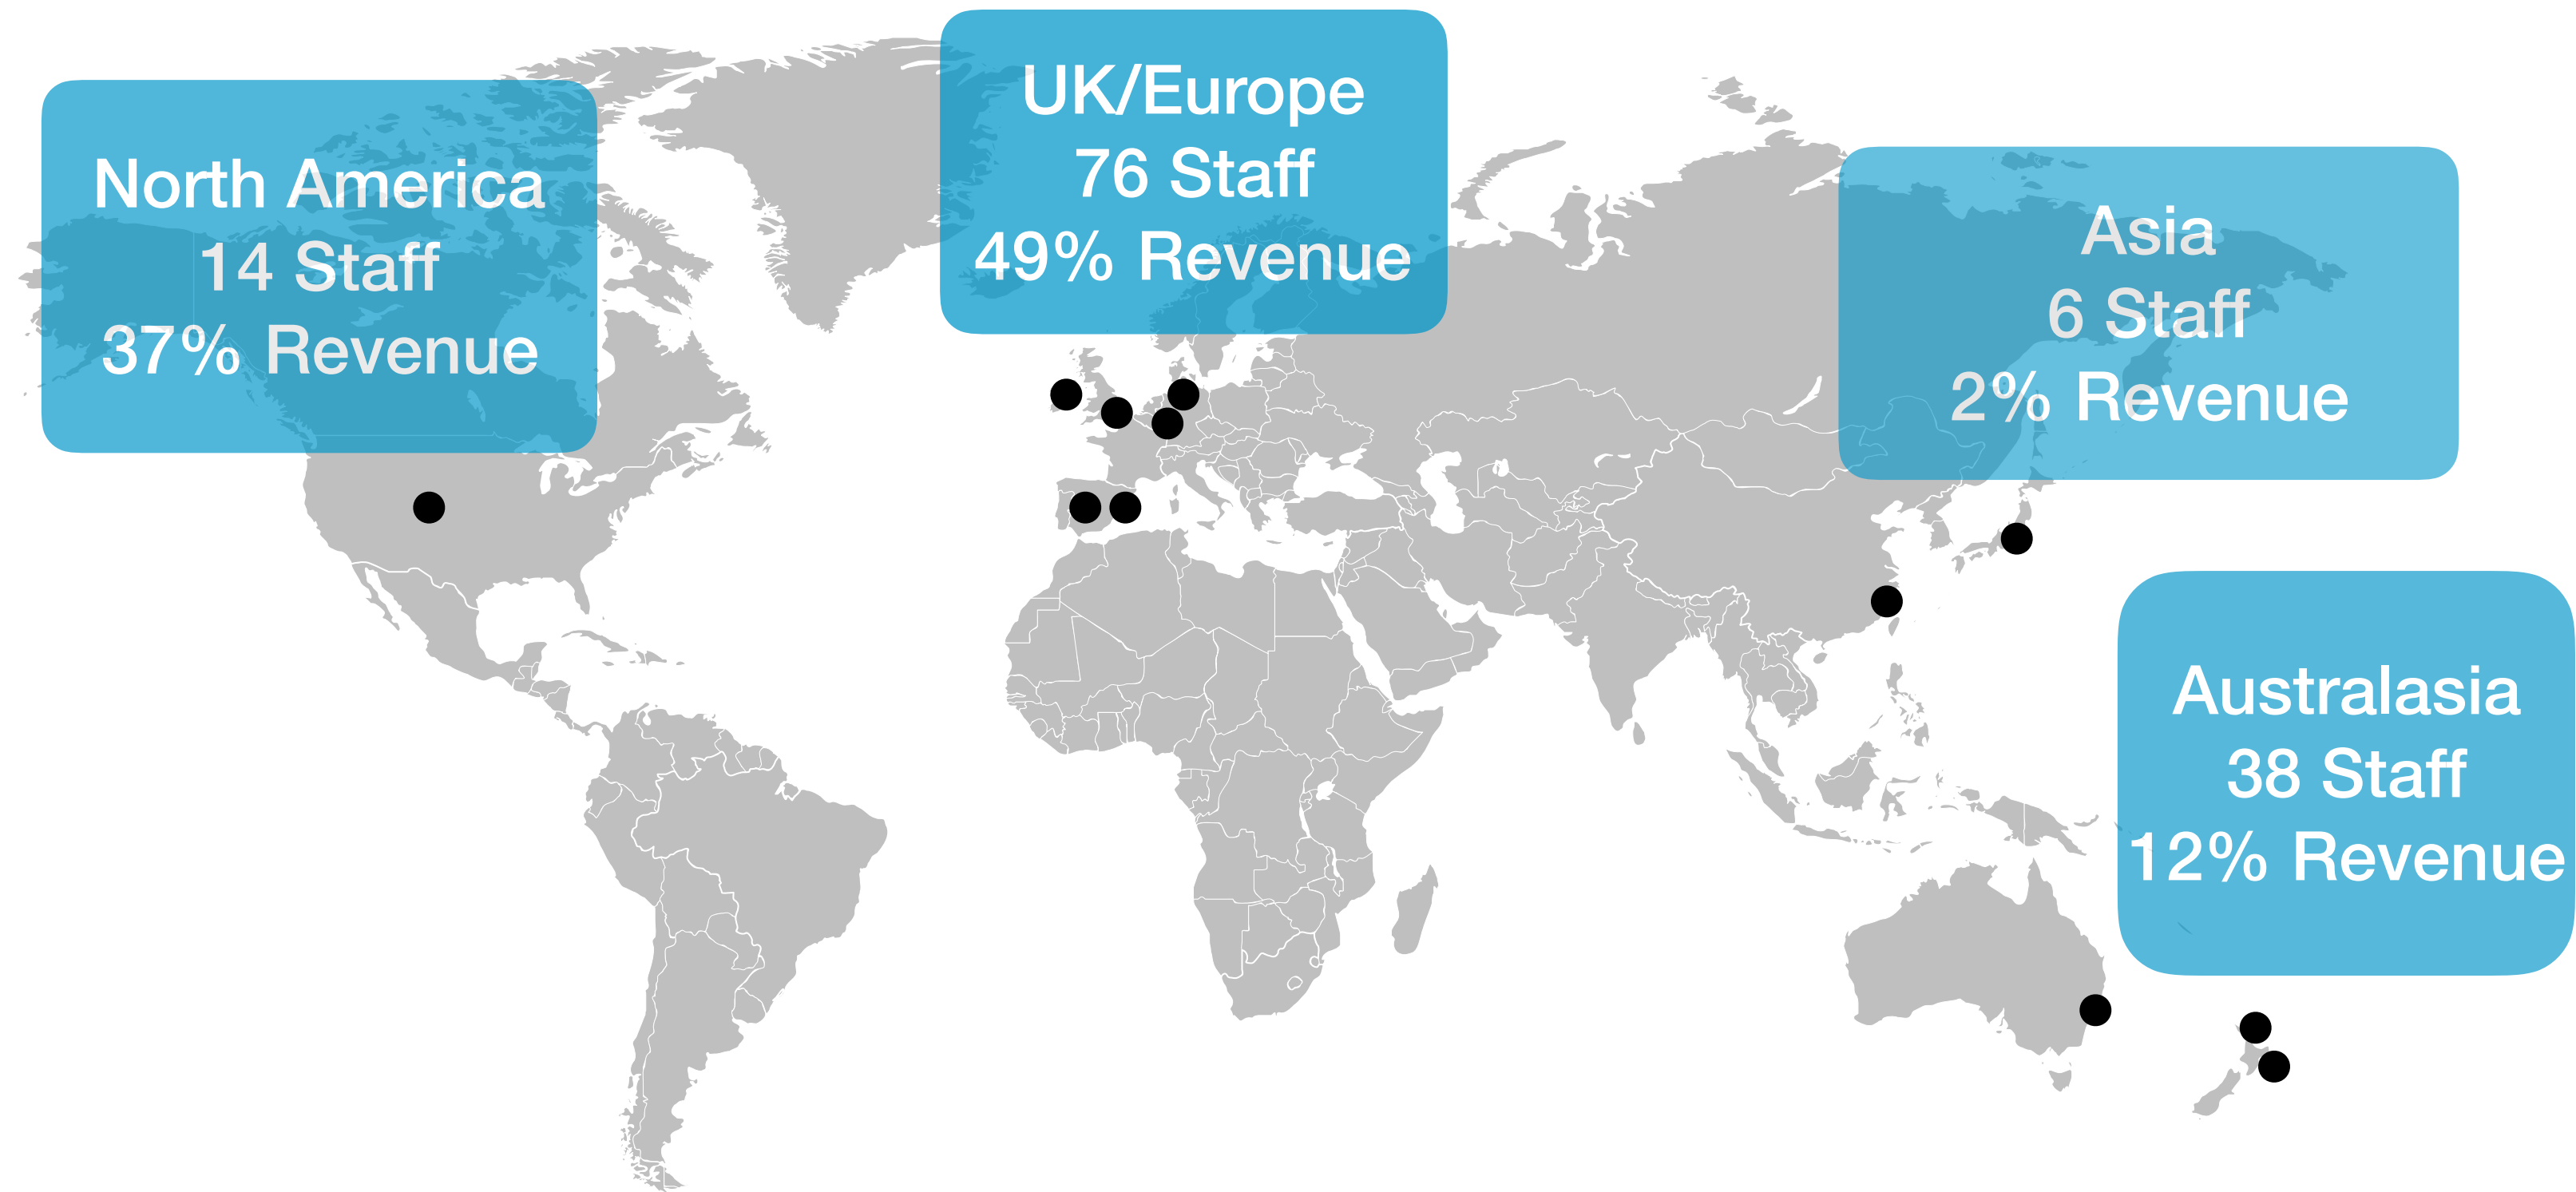 North America
14 Staff
37% Revenue
UK/Europe
76 Staff
49% Revenue
Asia
6 Staff
2% Revenue
Australasia
38 Staff
12% Revenue